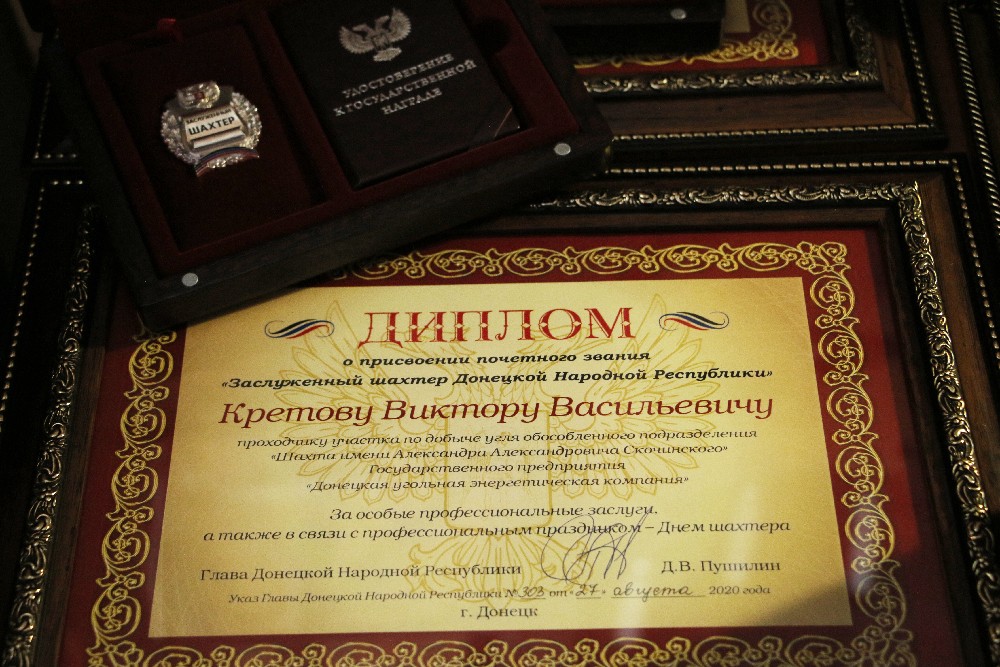 ЗАСЛУЖЕННЫЙ
ШАХТЕР
УДОСТОВЕРЕНИЕ
К ГОСУДАРСТВЕННОЙ
НАГРАДЕ
ДИПЛОМ
о присвоении почетного звания
«Заслуженный шахтер Донецкой Народной Республики»
Кретову Виктору Васильевичу
проходчику участка по добыче угля обособленного подразделения
«Шахта имени Александра Александровича Скочинского»
Государственного предприятия
«Донецкая угольная энергетическая компания»
За особые профессиональные заслуги,
а также в связи с профессиональным праздником – Днем шахтера
Глава Донецкой Народной Республики Д.В. Пушилин
Указ Главы Донецкой Народной Республики № 303 от «27» августа 2020 года
г. Донецк